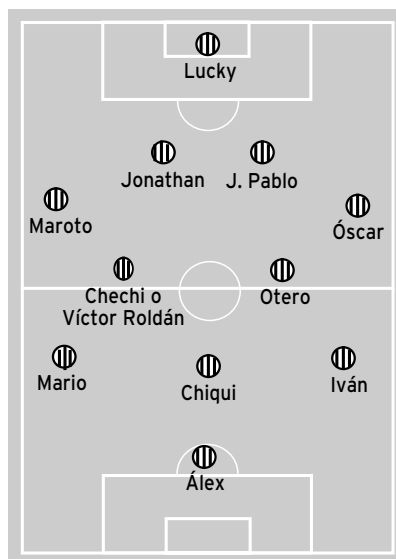 Lucky
Jonathan
J. Pablo
Maroto
Óscar
Chechi o
Víctor Roldán
Otero
Mario
Chiqui
Iván
Álex